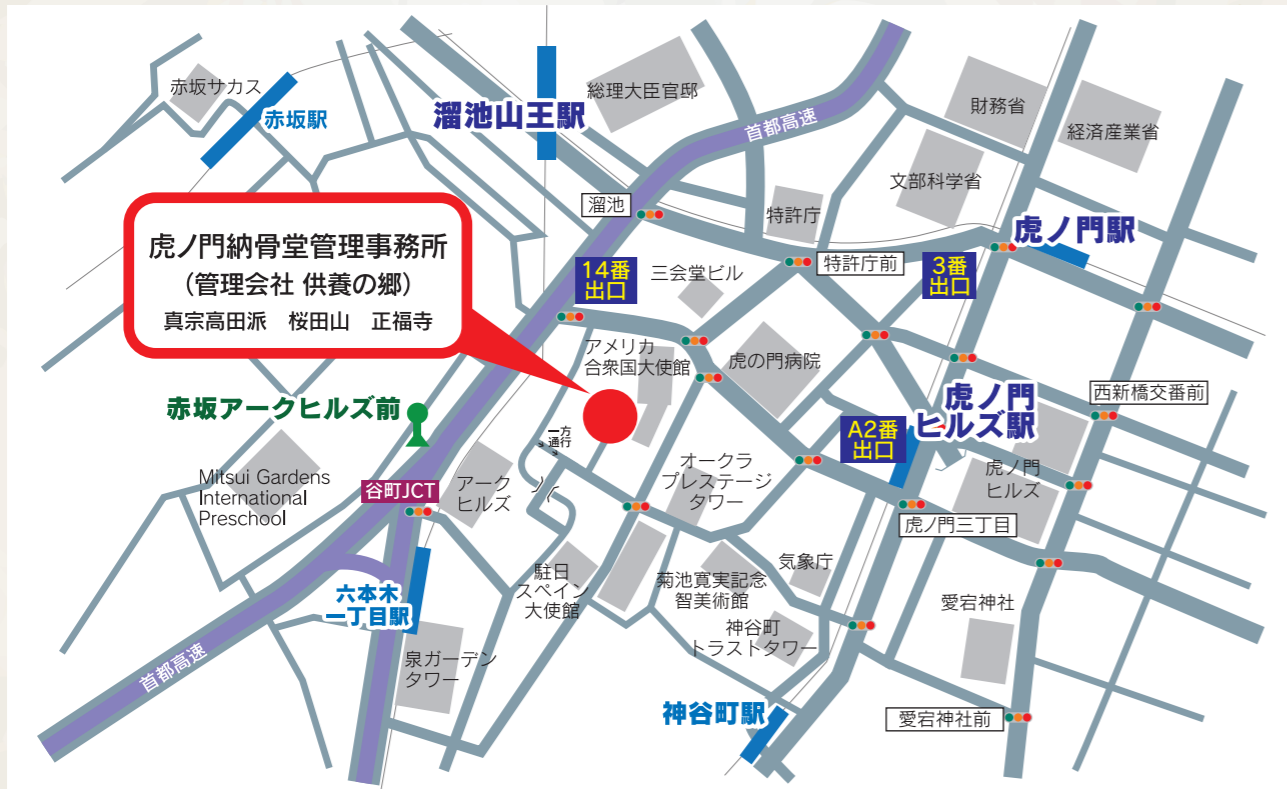 赤坂サカス
赤坂駅
溜池山王駅
総理大臣官邸
首都高速
財務省
経済産業省
文部科学省
特許庁
溜池
虎ノ門駅
特許庁前
3番
出口
14番
出口
三会堂ビル
虎ノ門納骨堂管理事務所
(管理会社 供養の郷)
真宗高田派 桜田山 正福寺
アメリカ
合衆国大使館
虎の門病院
西新橋交番前
虎ノ門
ヒルズ駅
A2番
出口
赤坂アークヒルズ前
一方
通行
Mitsui Gardens
International
Preschool
谷町JCT
アーク
ヒルズ
オークラ
プレステージ
タワー
虎ノ門
ヒルズ
虎ノ門三丁目
六本木
一丁目駅
駐日
スペイン
大使館
菊池寛実記念
智美術館
気象庁
愛宕神社
神谷町
トラストタワー
首都高速
泉ガーデン
タワー
神谷町駅
愛宕神社前